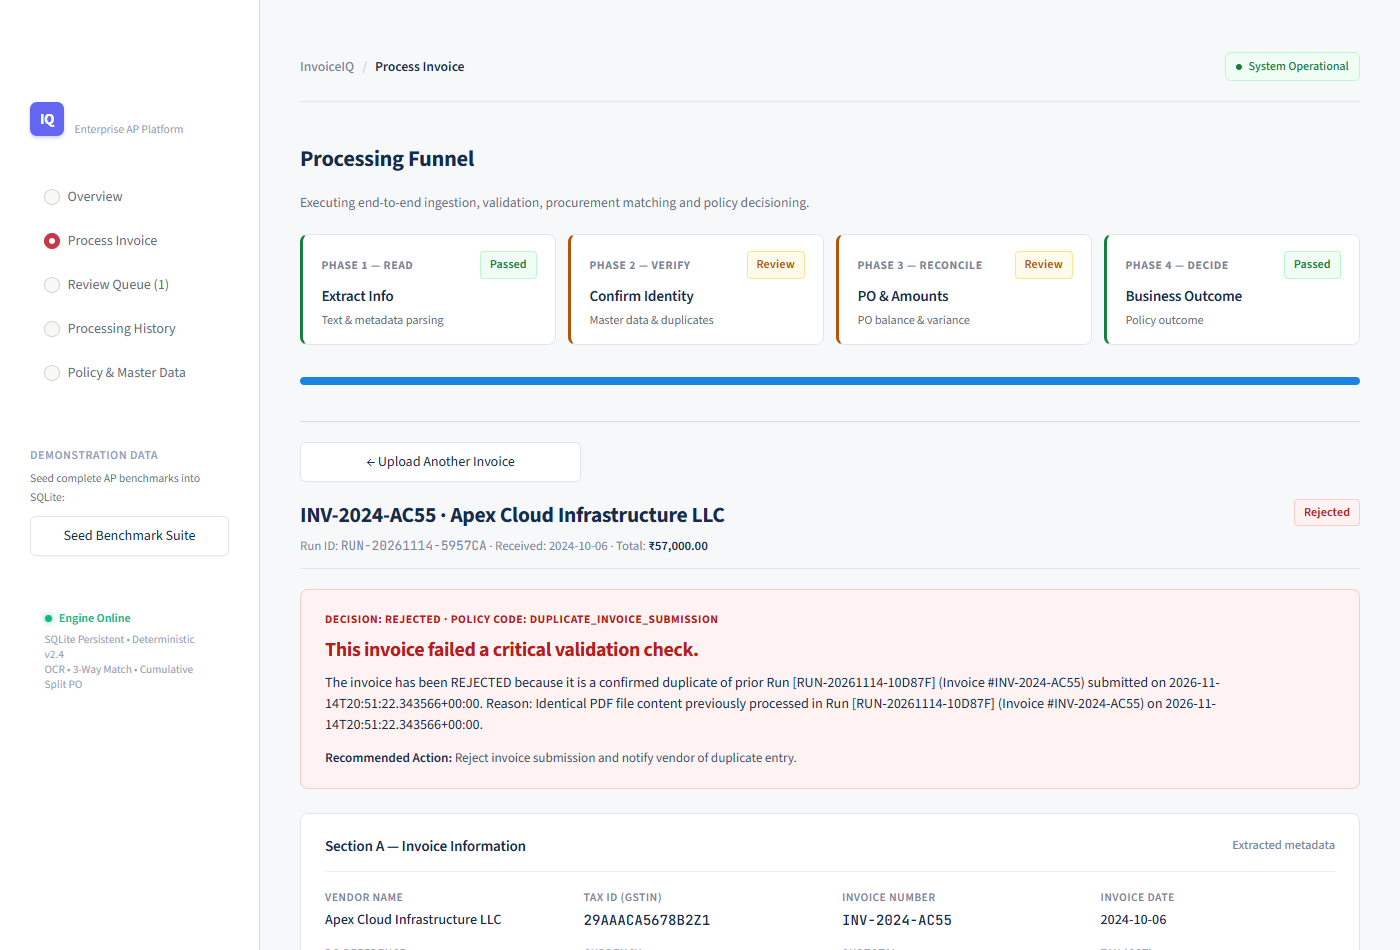 IQ
Enterprise AP Platform
Overview
Process Invoice
Review Queue (1)
Processing History
Policy & Master Data
DEMONSTRATION DATA
Seed complete AP benchmarks into
SQLite:
Seed Benchmark Suite
Engine Online
SQLite Persistent • Deterministic
v2.4
OCR • 3-Way Match • Cumulative
Split PO
InvoiceIQ / Process Invoice
System Operational
Processing Funnel
Executing end-to-end ingestion, validation, procurement matching and policy decisioning.
PHASE 1 — READ
Passed
Extract Info
Text & metadata parsing
PHASE 2 — VERIFY
Review
Confirm Identity
Master data & duplicates
PHASE 3 — RECONCILE
Review
PO & Amounts
PO balance & variance
PHASE 4 — DECIDE
Passed
Business Outcome
Policy outcome
← Upload Another Invoice
INV-2024-AC55 · Apex Cloud Infrastructure LLC
Rejected
Run ID: RUN-20261114-5957CA · Received: 2024-10-06 · Total: ₹57,000.00
DECISION: REJECTED · POLICY CODE: DUPLICATE_INVOICE_SUBMISSION
This invoice failed a critical validation check.
The invoice has been REJECTED because it is a confirmed duplicate of prior Run [RUN-20261114-10D87F] (Invoice #INV-2024-AC55) submitted on 2026-11-
14T20:51:22.343566+00:00. Reason: Identical PDF file content previously processed in Run [RUN-20261114-10D87F] (Invoice #INV-2024-AC55) on 2026-11-
14T20:51:22.343566+00:00.
Recommended Action: Reject invoice submission and notify vendor of duplicate entry.
Section A — Invoice Information
Extracted metadata
VENDOR NAME
TAX ID (GSTIN)
INVOICE NUMBER
INVOICE DATE
Apex Cloud Infrastructure LLC
29AAACA5678B2Z1
INV-2024-AC55
2024-10-06